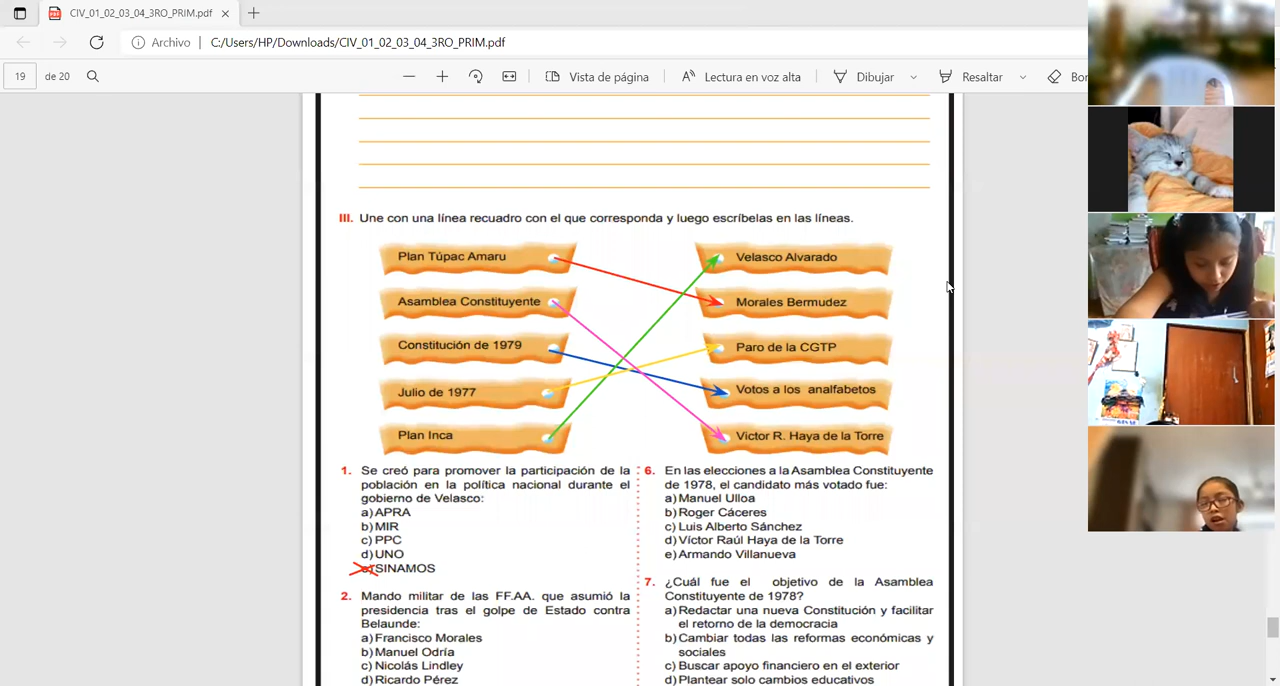 CIV_01_02_03_04_3RO_PRIM.pdf
Archivo | C:/Users/HP/Downloads/CIV_01_02_03_04_3RO_PRIM.pdf
19 de 20 Vista de página Lectura en voz alta Dibujar Resaltar Bor
III. Une con una línea recuadro con el que corresponda y luego escríbelas en las líneas.
Plan Túpac Amaru
Asamblea Constituyente
Constitución de 1979
Julio de 1977
Plan Inca
Velasco Alvarado
Morales Bermudez
Paro de la CGTP
Votos a los analfabetos
Victor R. Haya de la Torre
1. Se creó para promover la participación de la
población en la política nacional durante el
gobierno de Velasco:
a) APRA
b) MIR
c) PPC
d) UNO
e) SINAMOS
2. Mando militar de las FF.AA. que asumió la
presidencia tras el golpe de Estado contra
Belaunde:
a) Francisco Morales
b) Manuel Odría
c) Nicolás Lindley
d) Ricardo Pérez
6. En las elecciones a la Asamblea Constituyente
de 1978, el candidato más votado fue:
a) Manuel Ulloa
b) Roger Cáceres
c) Luis Alberto Sánchez
d) Víctor Raúl Haya de la Torre
e) Armando Villanueva
7. ¿Cuál fue el objetivo de la Asamblea
Constituyente de 1978?
a) Redactar una nueva Constitución y facilitar
el retorno de la democracia
b) Cambiar todas las reformas económicas y
sociales
c) Buscar apoyo financiero en el exterior
d) Plantear solo cambios educativos